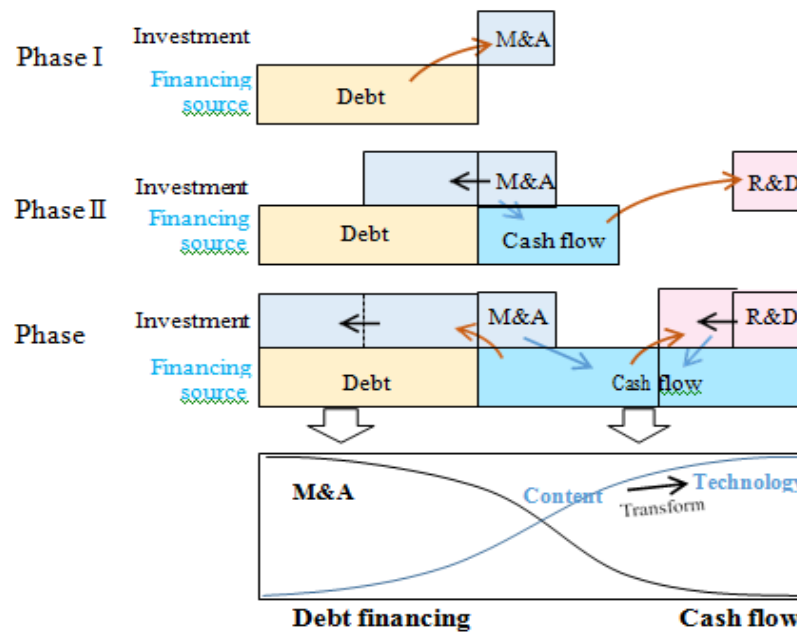 Investment M&A
Phase I
Financing
source
Debt
Investment M&A R&D
Phase II
Financing
source
Debt Cash flow
Investment M&A R&D
Phase
Financing
source
Debt Cash flow
M&A Content Technology
Transform
Debt financing Cash flow